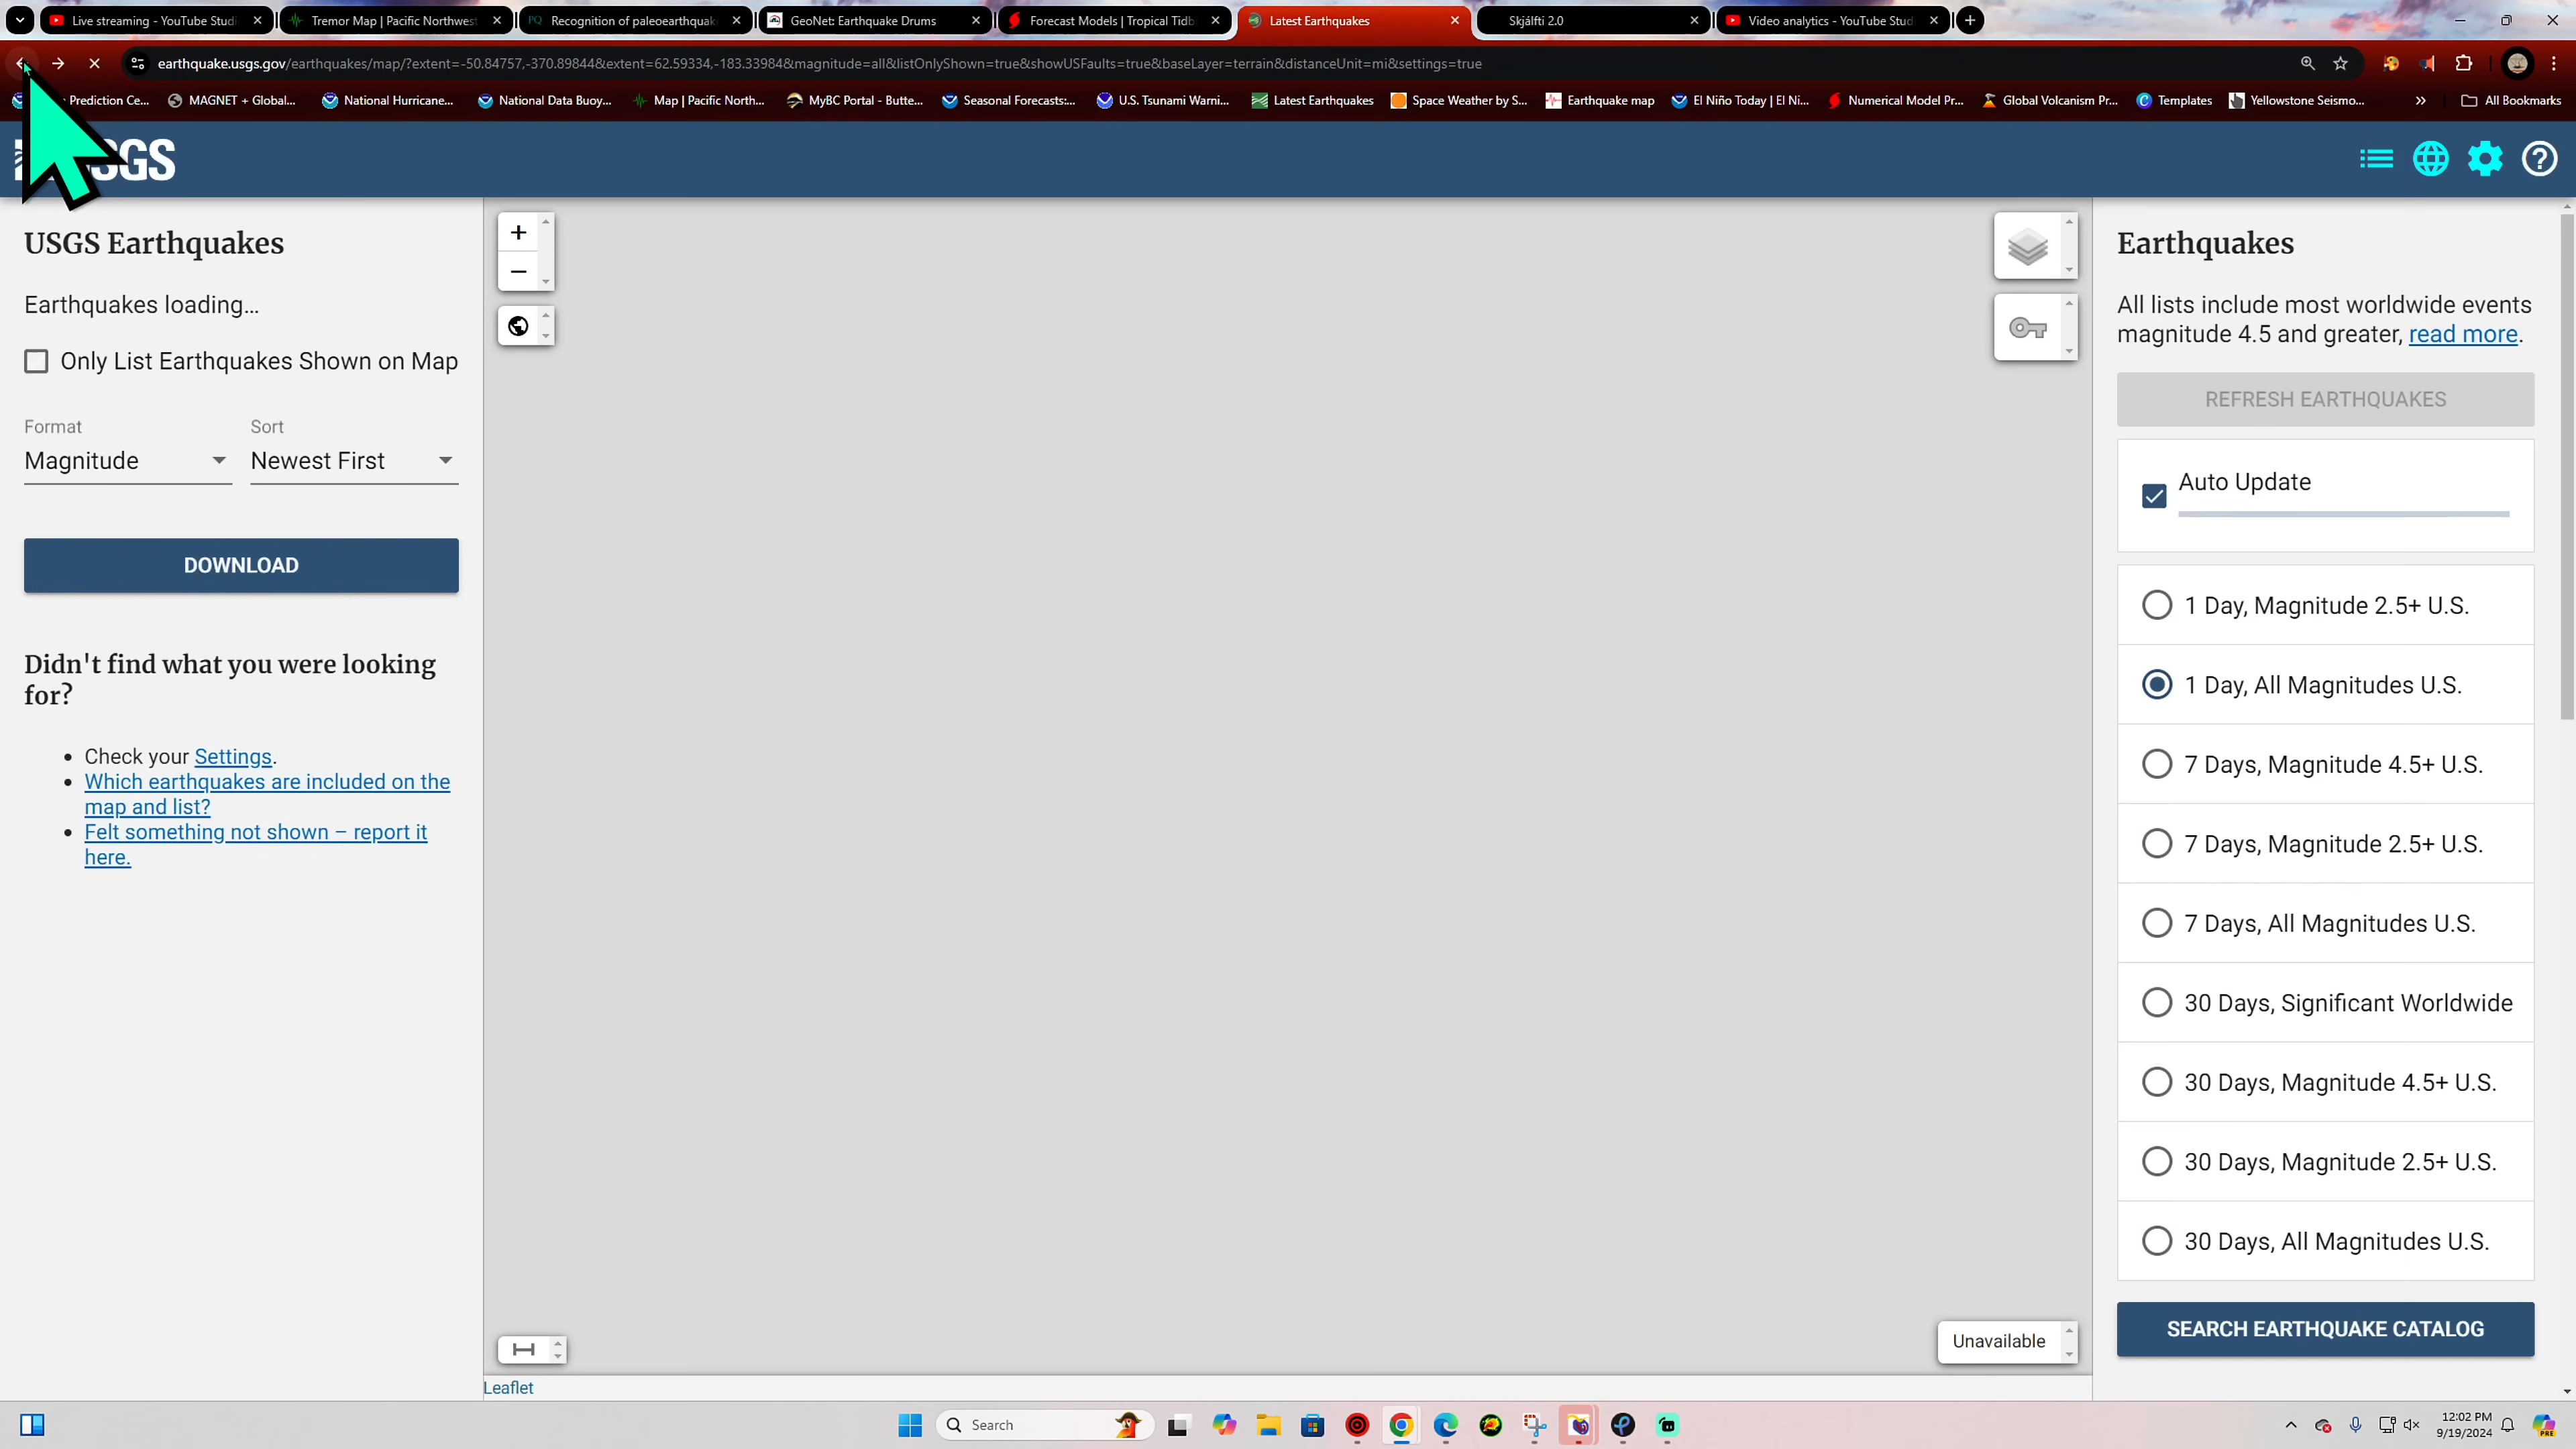 Live streaming - YouTube Studi
Tremor Map | Pacific Northwest
Recognition of paleoearthquak
GeoNet: Earthquake Drums
Forecast Models | Tropical Tidb
Latest Earthquakes
Skjálfti 2.0
Video analytics - YouTube Stud
earthquake.usgs.gov/earthquakes/map/?extent=-50.84757,-370.89844&extent=62.59334,-183.33984&magnitude=all&listOnlyShown=true&showUSFaults=true&baseLayer=terrain&distanceUnit=mi&settings=true
Prediction Ce...
MAGNET + Global...
National Hurricane...
National Data Buoy...
Map | Pacific North...
MyBC Portal - Butte...
Seasonal Forecasts:...
U.S. Tsunami Warni...
Latest Earthquakes
Space Weather by S...
Earthquake map
El Niño Today | El Ni...
Numerical Model Pr...
Global Volcanism Pr...
Templates
Yellowstone Seismo...
All Bookmarks
USGS
USGS Earthquakes
Earthquakes loading...
Only List Earthquakes Shown on Map
Format
Sort
Magnitude
Newest First
DOWNLOAD
Didn't find what you were looking
for?
Check your Settings.
Which earthquakes are included on the
map and list?
Felt something not shown – report it
here.
+
−
Unavailable
Leaflet
Earthquakes
All lists include most worldwide events
magnitude 4.5 and greater, read more.
REFRESH EARTHQUAKES
Auto Update
1 Day, Magnitude 2.5+ U.S.
1 Day, All Magnitudes U.S.
7 Days, Magnitude 4.5+ U.S.
7 Days, Magnitude 2.5+ U.S.
7 Days, All Magnitudes U.S.
30 Days, Significant Worldwide
30 Days, Magnitude 4.5+ U.S.
30 Days, Magnitude 2.5+ U.S.
30 Days, All Magnitudes U.S.
SEARCH EARTHQUAKE CATALOG
Search
12:02 PM
9/19/2024
PRE